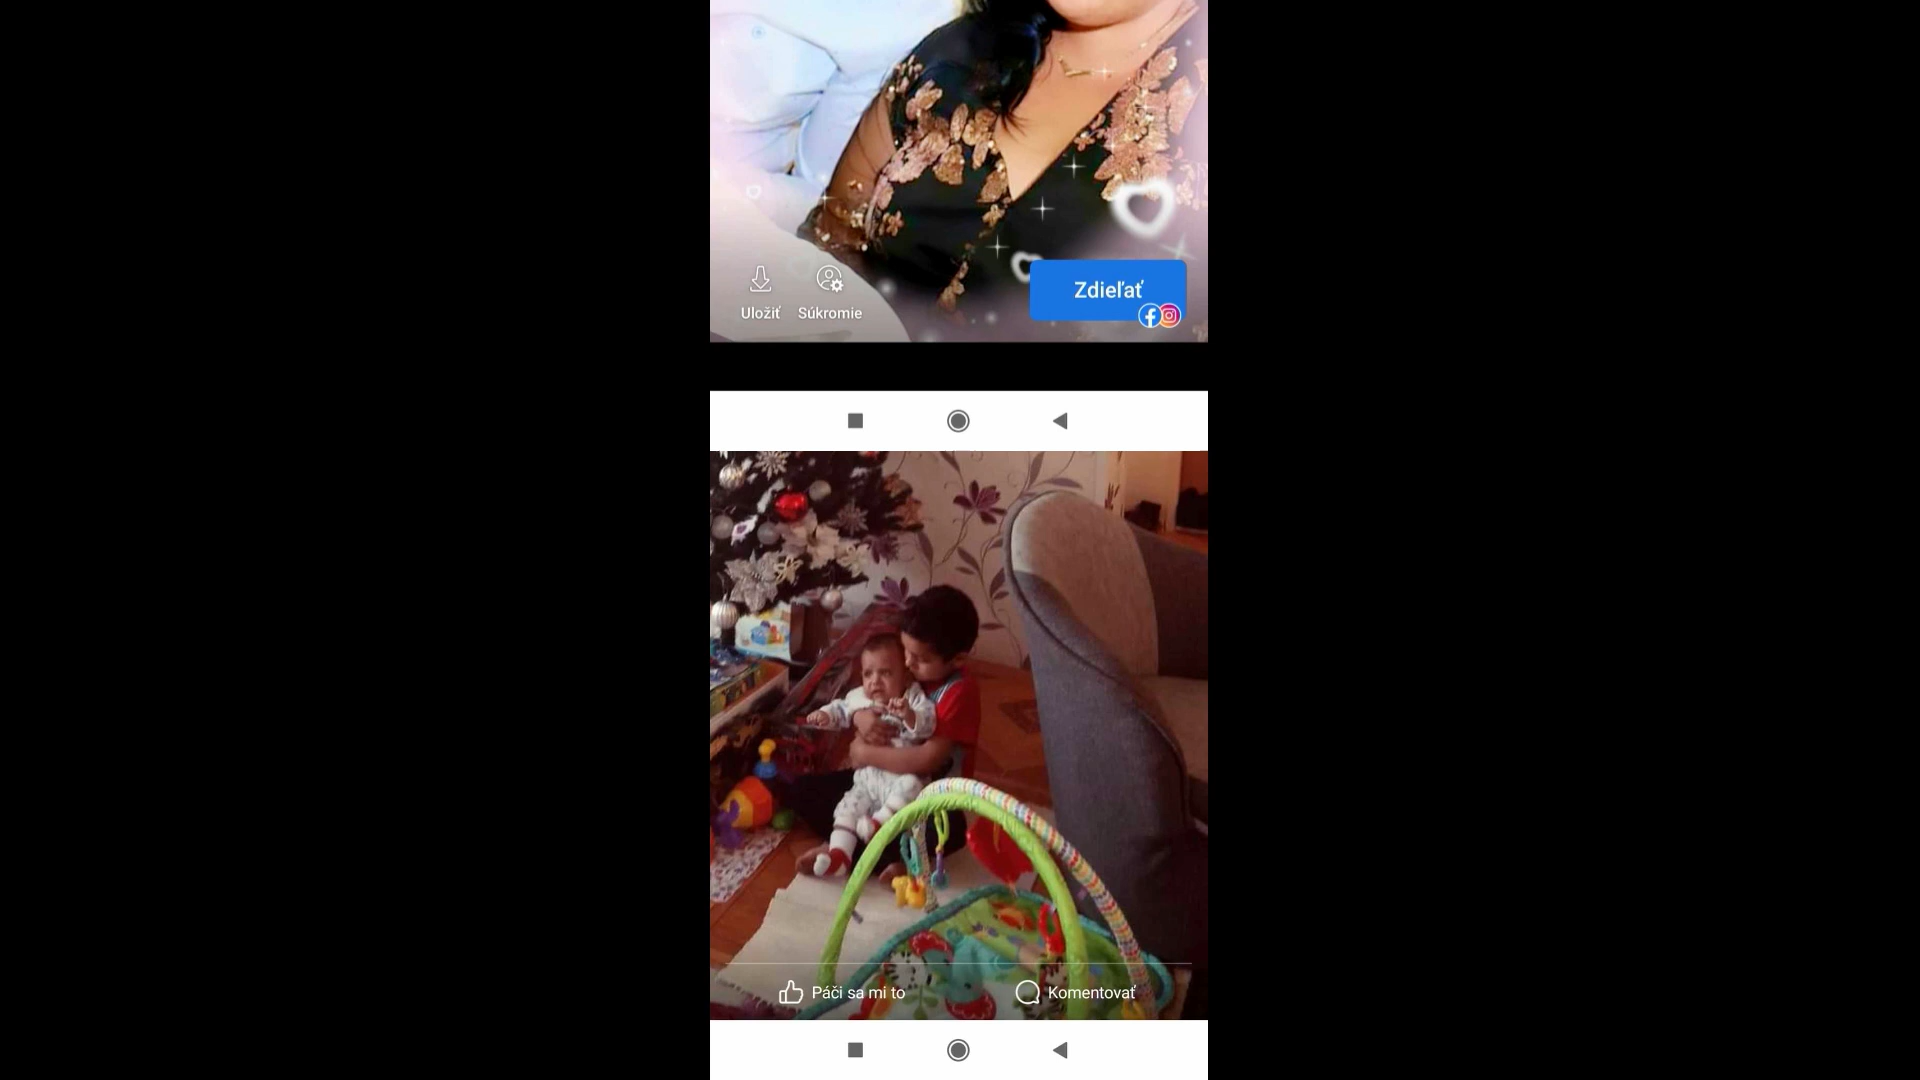 Uložiť
Súkromie
Zdieľať
Páči sa mi to
Komentovať